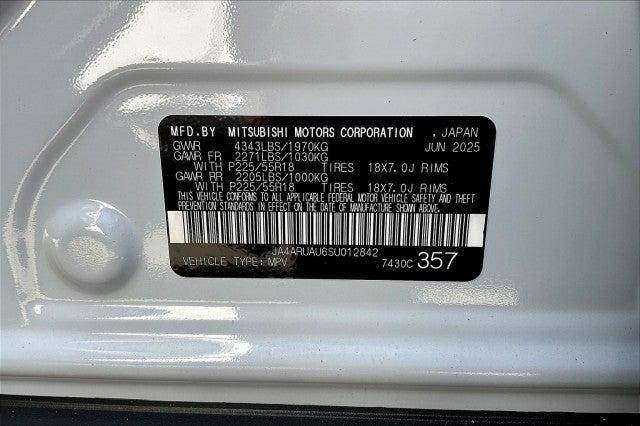 MFD.BY MITSUBISHI MOTORS CORPORATION . JAPAN
GVWR 4343LBS/1970KG JUN 2025
GAWR FR 2271LBS/1030KG
WITH P225/55R18 TIRES 18X7.0J RIMS
GAWR RR 2205LBS/1000KG
WITH P225/55R18 TIRES 18X7.0J RIMS
THIS VEHICLE CONFORMS TO ALL APPLICABLE FEDERAL MOTOR VEHICLE SAFETY AND THEFT
PREVENTION STANDARDS IN EFFECT ON THE DATE OF MANUFACTURE SHOWN ABOVE.
JA4ARUAU6SU012842
VEHICLE TYPE:MPV 7430C 357